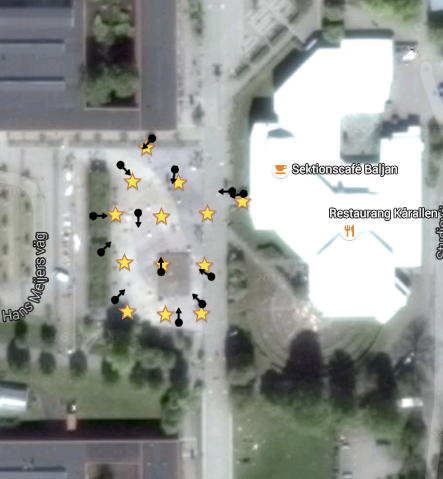 Sektionscafé Baljan
Restaurang Kårallen
Hans Meijers väg